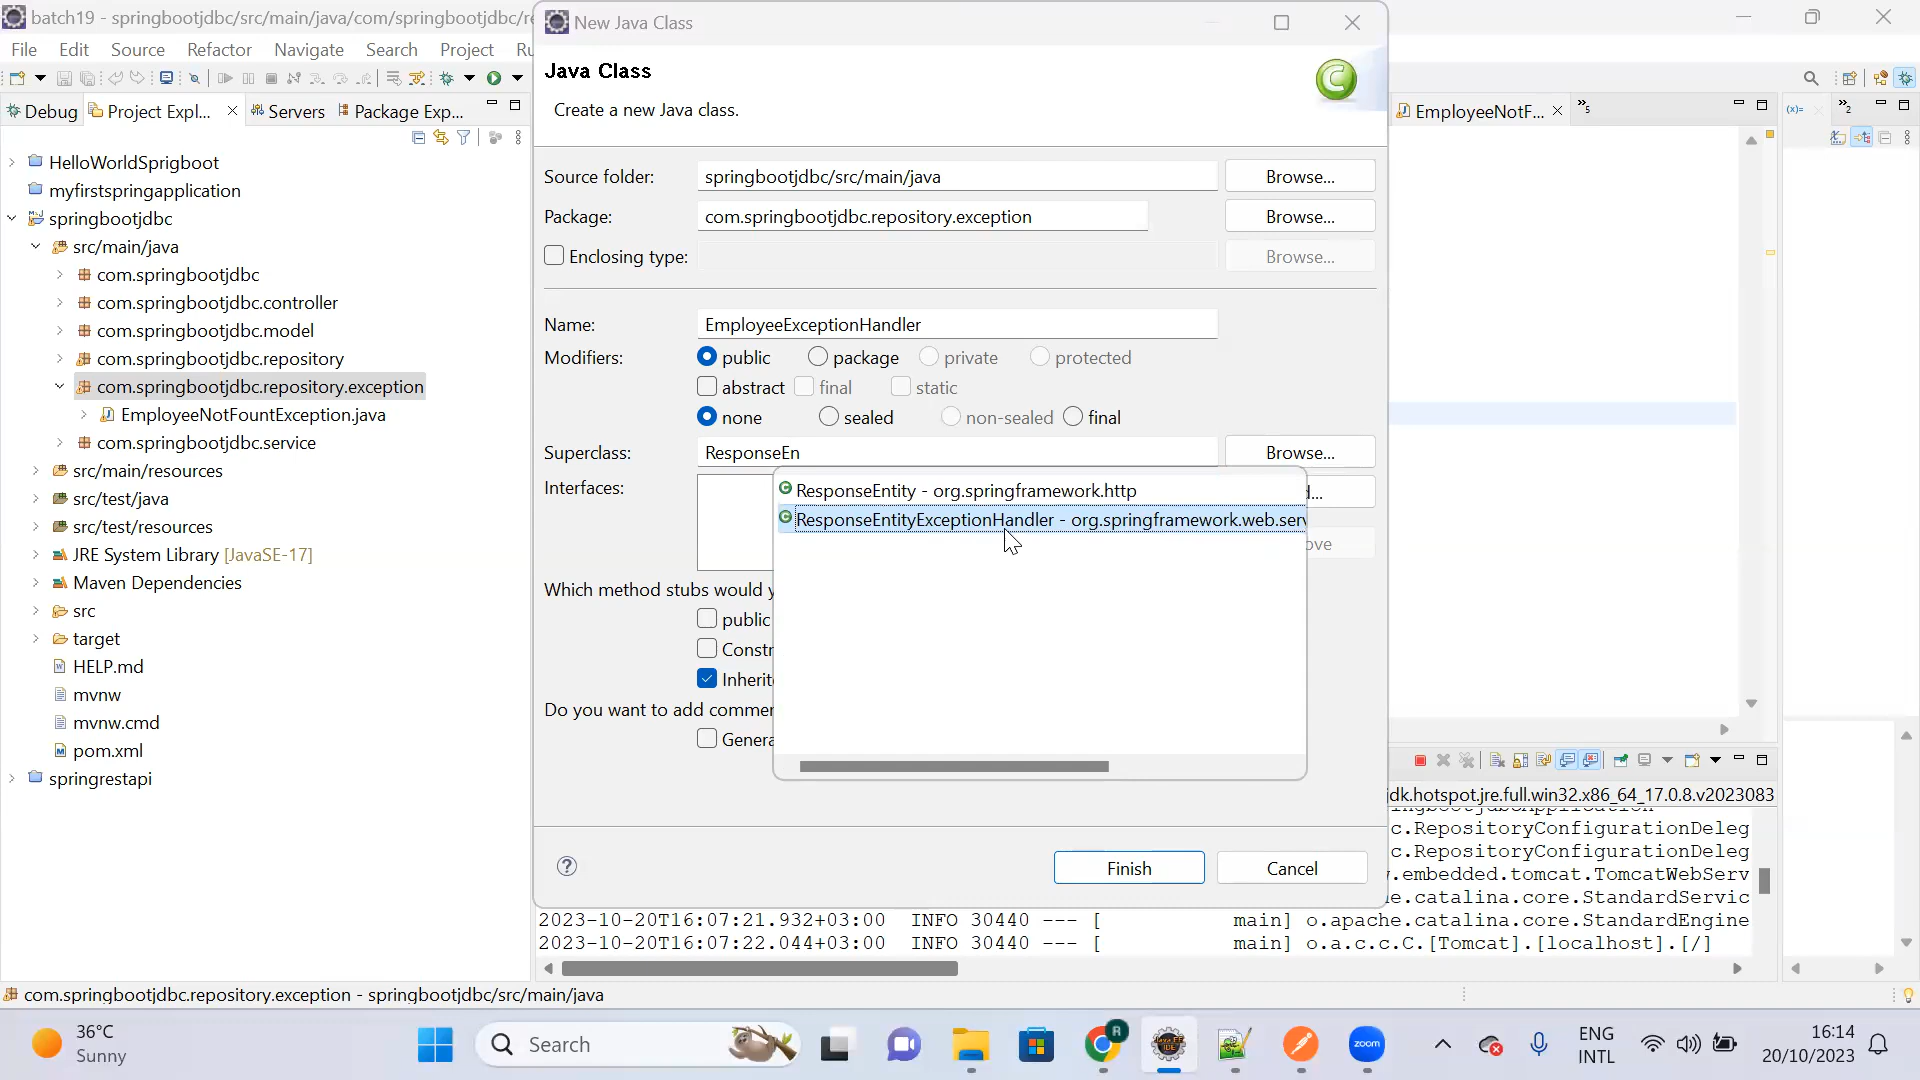 batch19 - springbootjdbc/src/main/java/com/springbootjdbc/re
New Java Class
File Edit Source Refactor Navigate Search Project Ru
Java Class
Create a new Java class.
Debug
Project Expl...
Servers
Package Exp...
EmployeeNotF...
»5
(x)=
»2
HelloWorldSprigboot
myfirstspringapplication
springbootjdbc
src/main/java
com.springbootjdbc
com.springbootjdbc.controller
com.springbootjdbc.model
com.springbootjdbc.repository
com.springbootjdbc.repository.exception
EmployeeNotFountException.java
com.springbootjdbc.service
src/main/resources
src/test/java
src/test/resources
JRE System Library [JavaSE-17]
Maven Dependencies
src
target
HELP.md
mvnw
mvnw.cmd
pom.xml
springrestapi
Source folder: springbootjdbc/src/main/java Browse...
Package: com.springbootjdbc.repository.exception Browse...
Enclosing type: Browse...
Name: EmployeeExceptionHandler
Modifiers: public package private protected
abstract final static
none sealed non-sealed final
Superclass: ResponseEn Browse...
Interfaces:
ResponseEntity - org.springframework.http
ResponseEntityExceptionHandler - org.springframework.web.serv
ove
Which method stubs would y
public
Constr
Inherite
Do you want to add commen
Genera
Finish Cancel
jdk.hotspot.jre.full.win32.x86_64_17.0.8.v2023083
c.RepositoryConfigurationDeleg
c.RepositoryConfigurationDeleg
w.embedded.tomcat.TomcatWebServ
e.catalina.core.StandardServic
2023-10-20T16:07:21.932+03:00 INFO 30440 --- [ main] o.apache.catalina.core.StandardEngine
2023-10-20T16:07:22.044+03:00 INFO 30440 --- [ main] o.a.c.c.C.[Tomcat].[localhost].[/]
com.springbootjdbc.repository.exception - springbootjdbc/src/main/java
36°C
Sunny
Search
R
zoom
ENG
INTL
16:14
20/10/2023